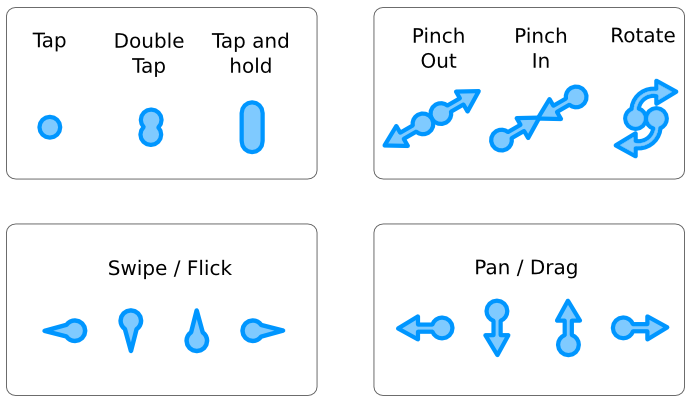 Tap
Double
Tap
Tap and
hold
Pinch
Out
Pinch
In
Rotate
Swipe / Flick
Pan / Drag